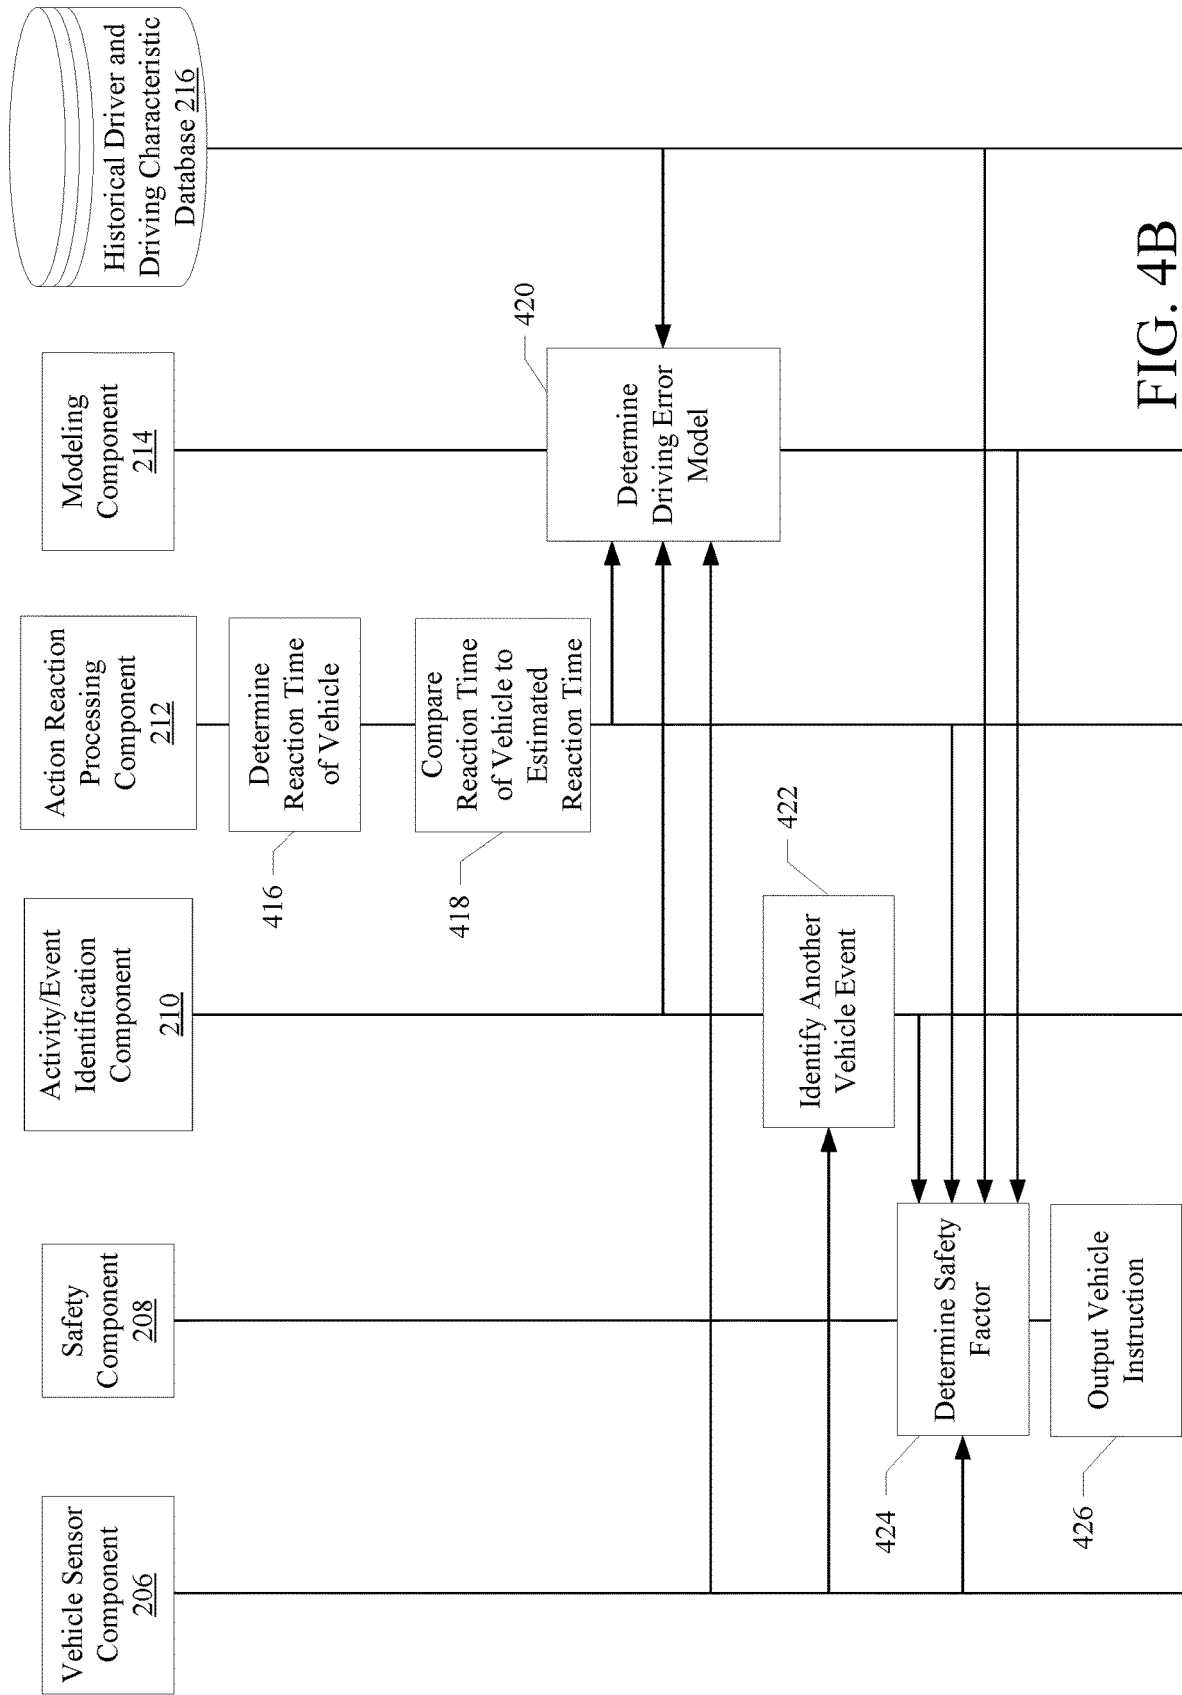 Vehicle Sensor
Component
206
Safety
Component
208
Activity/Event
Identification
Component
210
Action Reaction
Processing
Component
212
Modeling
Component
214
Historical Driver and
Driving Characteristic
Database 216
416
Determine
Reaction Time
of Vehicle
418
Compare
Reaction Time
of Vehicle to
Estimated
Reaction Time
420
Determine
Driving Error
Model
422
Identify Another
Vehicle Event
424
Determine Safety
Factor
426
Output Vehicle
Instruction
FIG. 4B